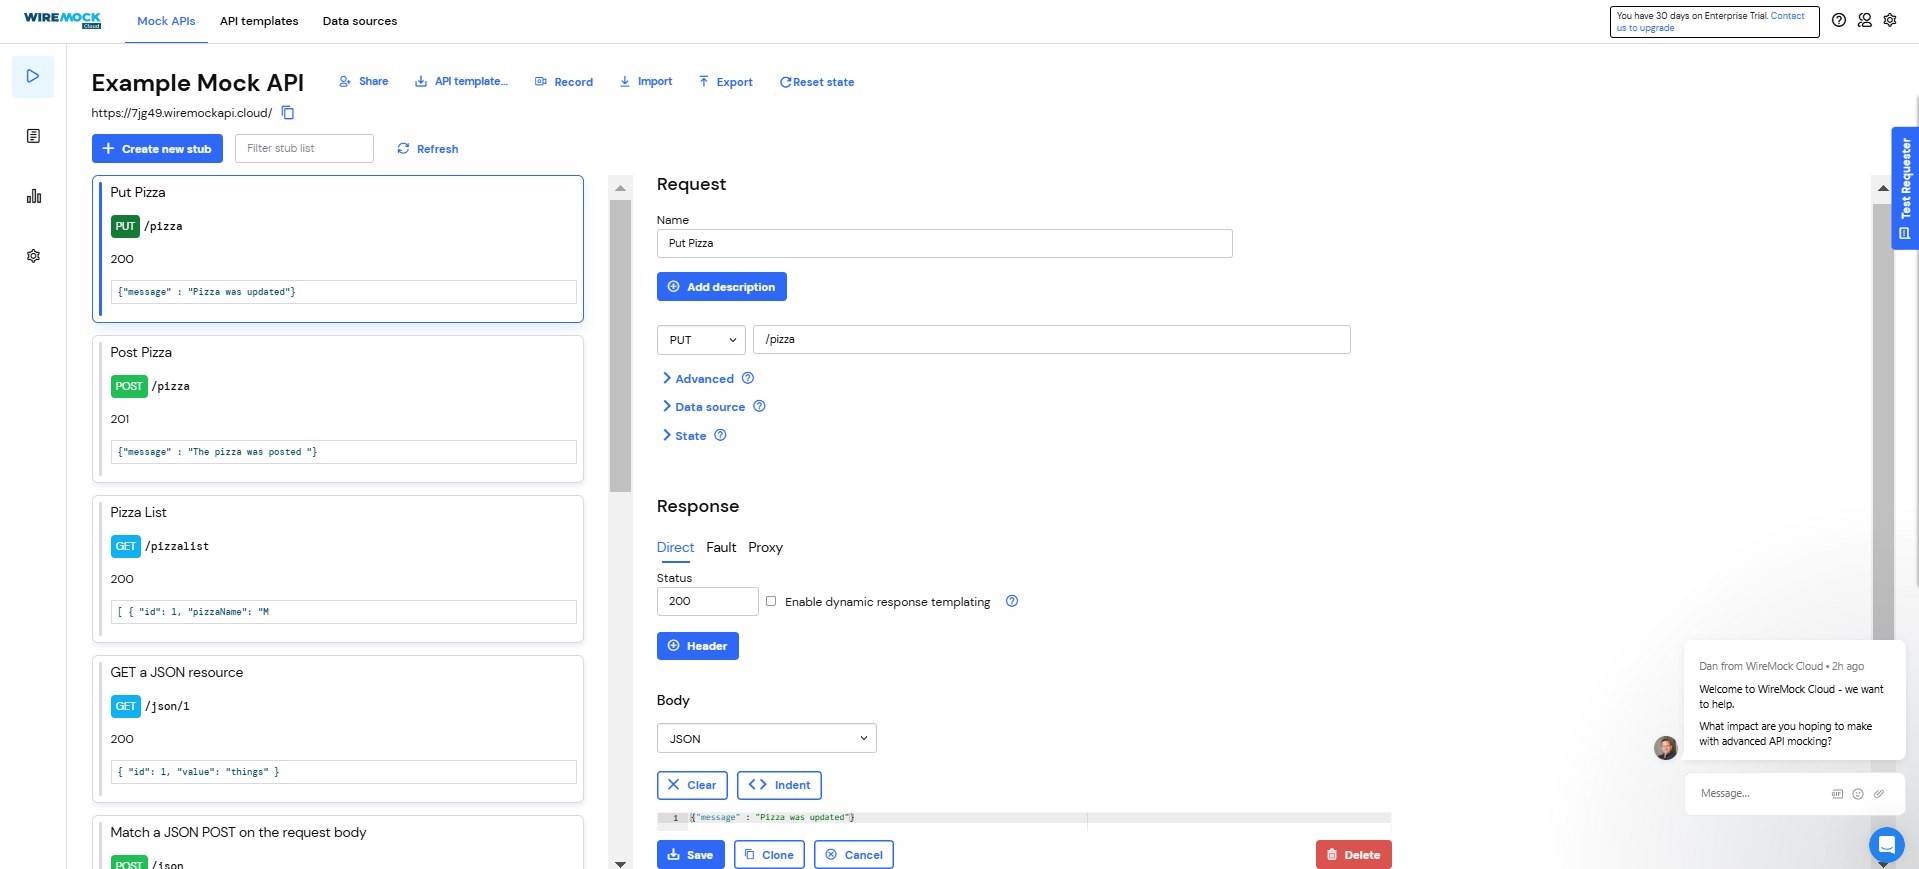 WIREMOCK
Cloud
Mock APIs
API templates
Data sources
You have 30 days on Enterprise Trial. Contact
us to upgrade
Example Mock API
Share
API template...
Record
Import
Export
Reset state
https://7jg49.wiremockapi.cloud/
Create new stub
Filter stub list
Refresh
Test Requester
Put Pizza
PUT /pizza
200
{"message" : "Pizza was updated"}
Post Pizza
POST /pizza
201
{"message" : "The pizza was posted "}
Pizza List
GET /pizzalist
200
[ { "id": 1, "pizzaName": "M
GET a JSON resource
GET /json/1
200
{ "id": 1, "value": "things" }
Match a JSON POST on the request body
POST /json
Request
Name
Put Pizza
Add description
PUT
/pizza
Advanced
Data source
State
Response
Direct
Fault
Proxy
Status
200
Enable dynamic response templating
Header
Body
JSON
Clear
Indent
1 {"message" : "Pizza was updated"}
Save
Clone
Cancel
Delete
Dan from WireMock Cloud • 2h ago
Welcome to WireMock Cloud - we want
to help.
What impact are you hoping to make
with advanced API mocking?
Message...
GIF